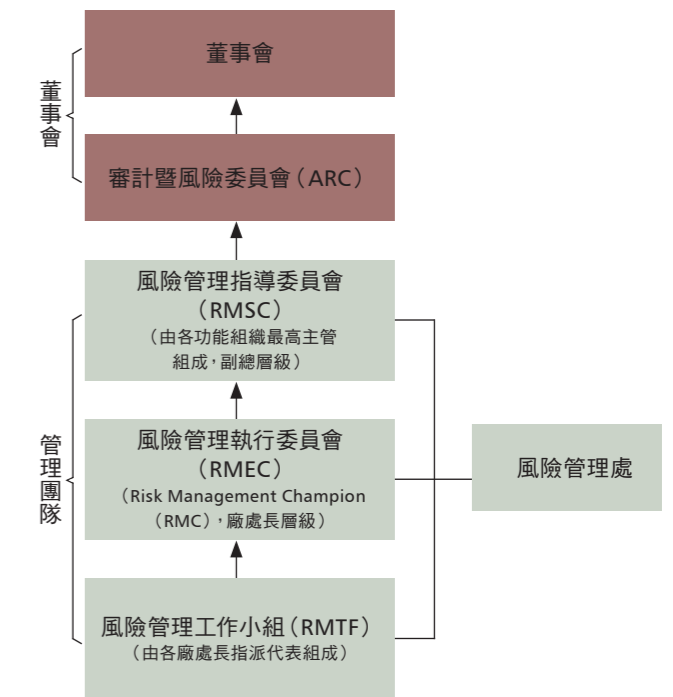 董事會
董事會
審計暨風險委員會（ARC）
管理團隊
風險管理指導委員會
（RMSC）
（由各功能組織最高主管
組成，副總層級）
風險管理執行委員會
（RMEC）
（Risk Management Champion
（RMC），廠處長層級）
風險管理處
風險管理工作小組（RMTF）
（由各廠處長指派代表組成）